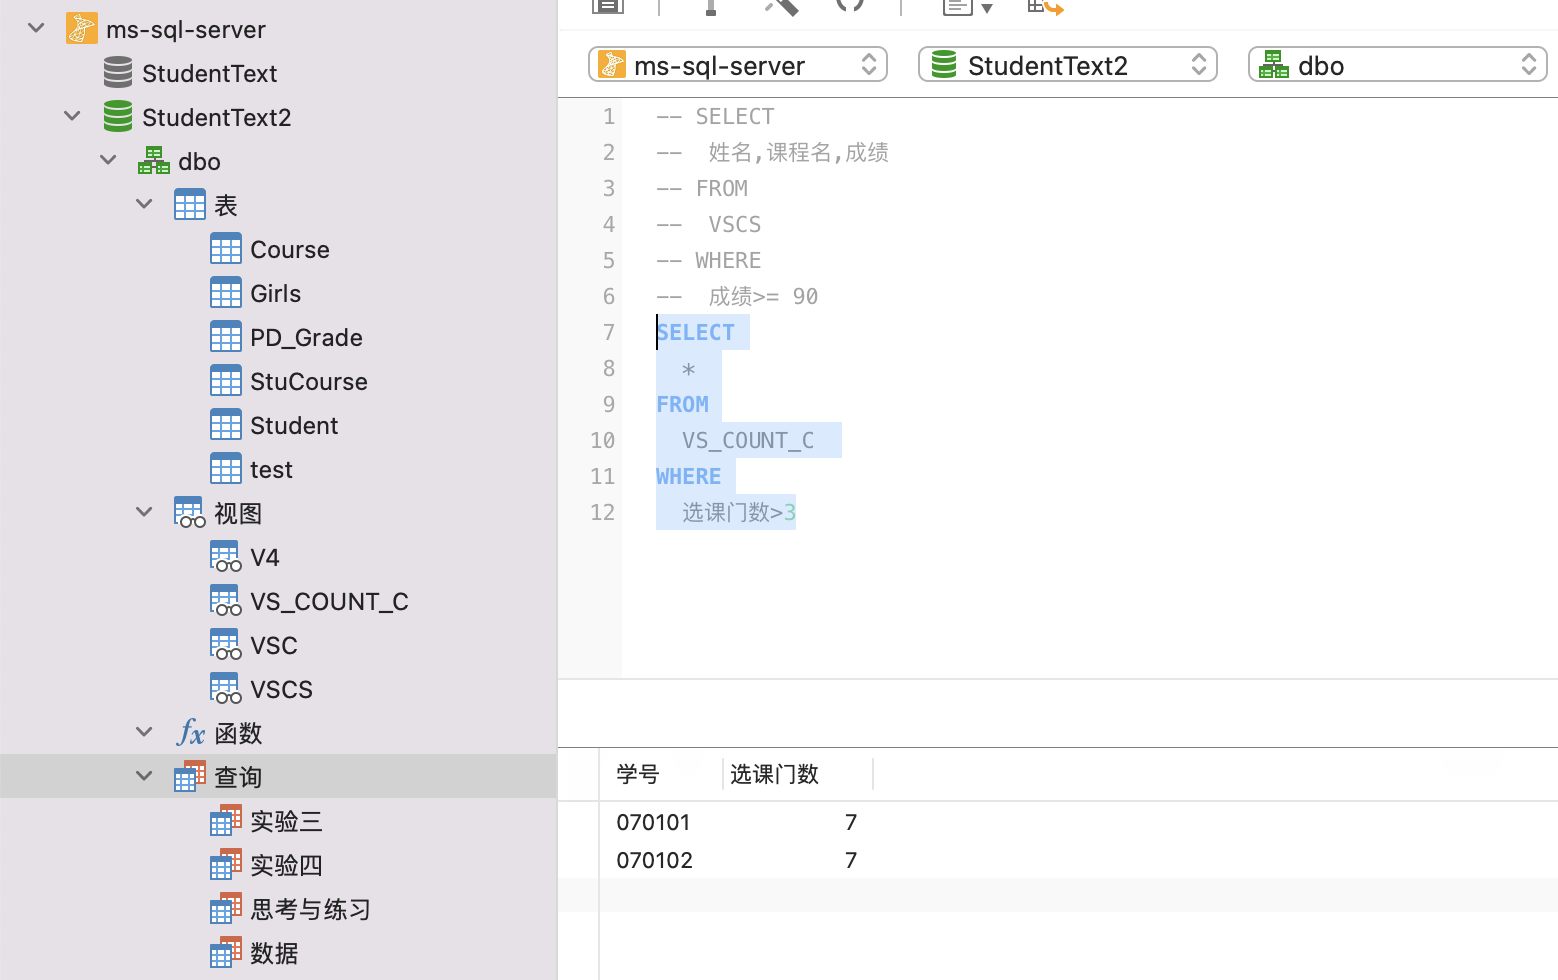 ms-sql-server
StudentText
StudentText2
dbo
表
Course
Girls
PD_Grade
StuCourse
Student
test
视图
V4
VS_COUNT_C
VSC
VSCS
函数
查询
实验三
实验四
思考与练习
数据
ms-sql-server StudentText2 dbo
1 -- SELECT
2 -- 姓名,课程名,成绩
3 -- FROM
4 -- VSCS
5 -- WHERE
6 -- 成绩>= 90
7 SELECT
8 *
9 FROM
10 VS_COUNT_C
11 WHERE
12 选课门数>3
学号 选课门数
070101 7
070102 7